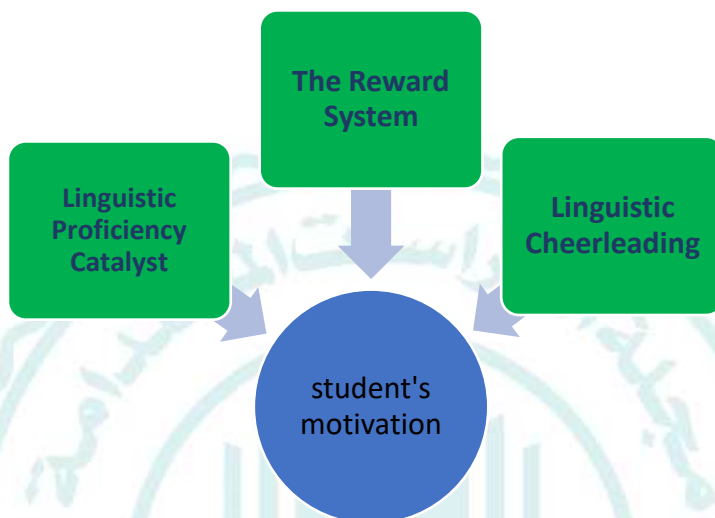 The Reward
System
Linguistic
Proficiency
Catalyst
Linguistic
Cheerleading
student's
motivation